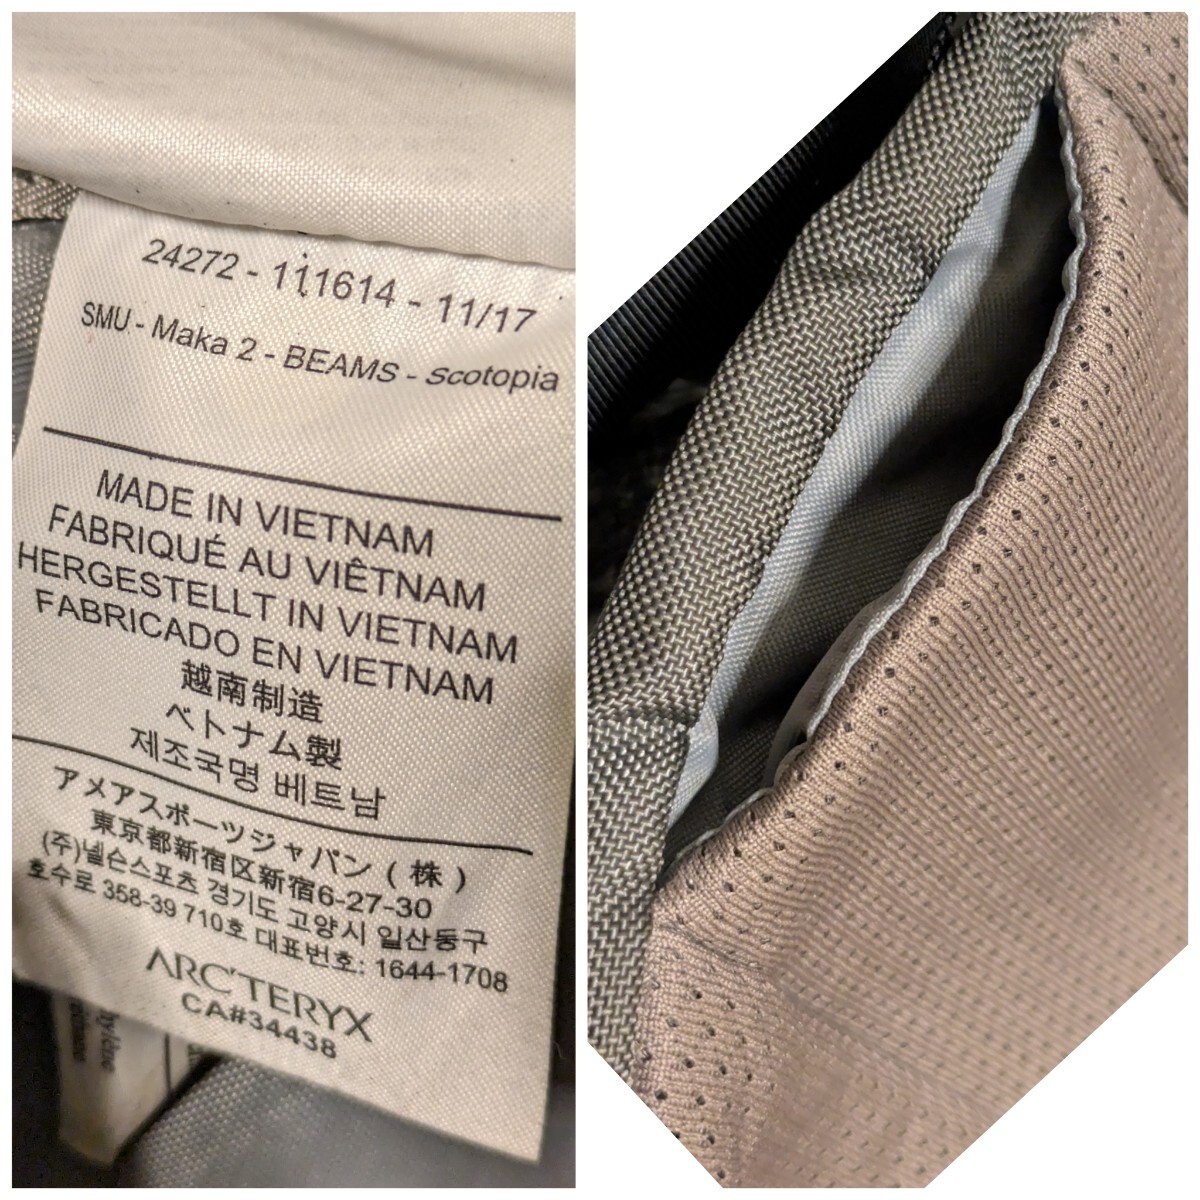 24272 - 111614 - 11/17
SMU - Maka 2 - BEAMS - Scotopia
MADE IN VIETNAM
FABRIQUÉ AU VIÊTNAM
HERGESTELLT IN VIETNAM
FABRICADO EN VIETNAM
越南制造
ベトナム製
제조국명 베트남
アメアスポーツジャパン ( 株 )
東京都新宿区新宿6-27-30
(주)넬슨스포츠 경기도 고양시 일산동구
호수로 358-39 710호 대표번호: 1644-1708
ARC'TERYX
CA#34438